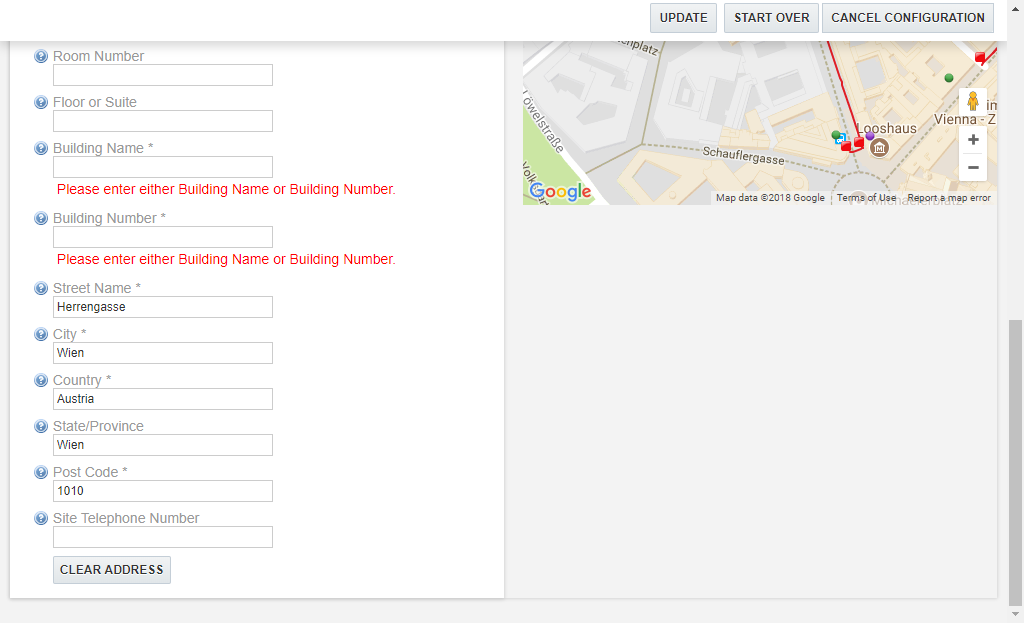 UPDATE
START OVER
CANCEL CONFIGURATION
Room Number
Floor or Suite
Building Name *
Please enter either Building Name or Building Number.
Building Number *
Please enter either Building Name or Building Number.
Street Name *
Herrengasse
City *
Wien
Country *
Austria
State/Province
Wien
Post Code *
1010
Site Telephone Number
CLEAR ADDRESS
Löwelstraße
Schauflergasse
Looshaus
Vienna - Z
Google
Map data ©2018 Google
Terms of Use
Report a map error